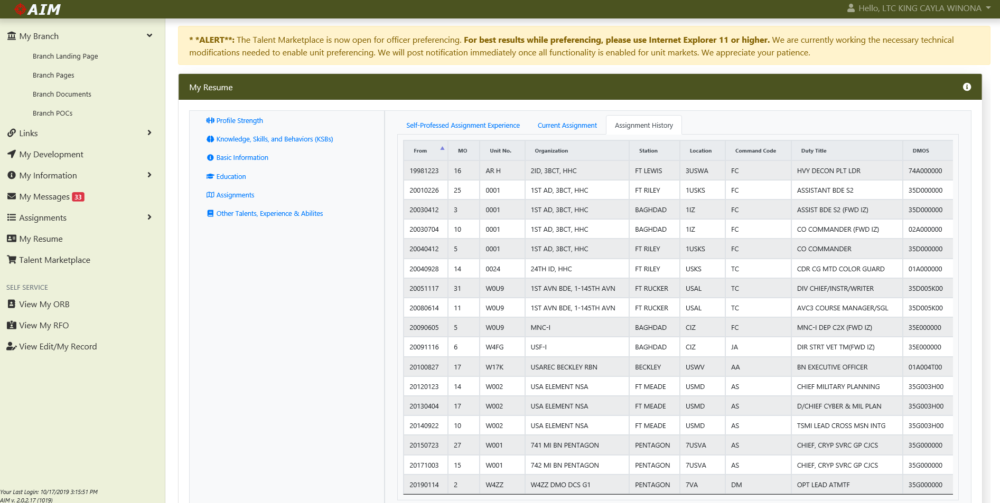 AIM
Hello, LTC KING CAYLA WINONA
My Branch
Branch Landing Page
Branch Pages
Branch Documents
Branch POCs
Links
My Development
My Information
My Messages 33
Assignments
My Resume
Talent Marketplace
SELF SERVICE
View My ORB
View My RFO
View Edit/My Record
Your Last Login: 10/17/2019 3:15:51 PM
AIM v. 2.0.2.17 (1019)
* *ALERT**: The Talent Marketplace is now open for officer preferencing. For best results while preferencing, please use Internet Explorer 11 or higher. We are currently working the necessary technical
modifications needed to enable unit preferencing. We will post notification immediately once all functionality is enabled for unit markets. We appreciate your patience.
My Resume
Profile Strength
Knowledge, Skills, and Behaviors (KSBs)
Basic Information
Education
Assignments
Other Talents, Experience & Abilites
Self-Professed Assignment Experience Current Assignment Assignment History
From MO Unit No. Organization Station Location Command Code Duty Title DMOS
19981223 16 AR H 2ID, 3BCT, HHC FT LEWIS 3USWA FC HVY DECON PLT LDR 74A000000
20010226 25 0001 1ST AD, 3BCT, HHC FT RILEY 1USKS FC ASSISTANT BDE S2 35D000000
20030412 3 0001 1ST AD, 3BCT, HHC BAGHDAD 1IZ FC ASSIST BDE S2 (FWD IZ) 35D000000
20030704 10 0001 1ST AD, 3BCT, HHC BAGHDAD 1IZ FC CO COMMANDER (FWD IZ) 02A000000
20040412 5 0001 1ST AD, 3BCT, HHC FT RILEY 1USKS FC CO COMMANDER 35D000000
20040928 14 0024 24TH ID, HHC FT RILEY USKS TC CDR CG MTD COLOR GUARD 01A000000
20051117 31 W0U9 1ST AVN BDE, 1-145TH AVN FT RUCKER USAL TC DIV CHIEF/INSTR/WRITER 35D005K00
20080614 11 W0U9 1ST AVN BDE, 1-145TH AVN FT RUCKER USAL TC AVC3 COURSE MANAGER/SGL 35D005K00
20090605 5 W0U9 MNC-I BAGHDAD CIZ FC MNC-I DEP C2X (FWD IZ) 35E000000
20091116 6 W4FG USF-I BAGHDAD CIZ JA DIR STRT VET TM(FWD IZ) 35E000000
20100827 17 W17K USAREC BECKLEY RBN BECKLEY USWV AA BN EXECUTIVE OFFICER 01A004T00
20120123 14 W002 USA ELEMENT NSA FT MEADE USMD AS CHIEF MILITARY PLANNING 35G003H00
20130404 17 W002 USA ELEMENT NSA FT MEADE USMD AS D/CHIEF CYBER & MIL PLAN 35G003H00
20140922 10 W002 USA ELEMENT NSA FT MEADE USMD AS TSMI LEAD CROSS MSN INTG 35G003H00
20150723 27 W001 741 MI BN PENTAGON PENTAGON 7USVA AS CHIEF, CRYP SVRC GP CJCS 35G000000
20171003 15 W001 742 MI BN PENTAGON PENTAGON 7USVA AS CHIEF, CRYP SVRC GP CJCS 35G000000
20190114 2 W4ZZ W4ZZ DMO DCS G1 PENTAGON 7VA DM OPT LEAD ATMTF 35G000000